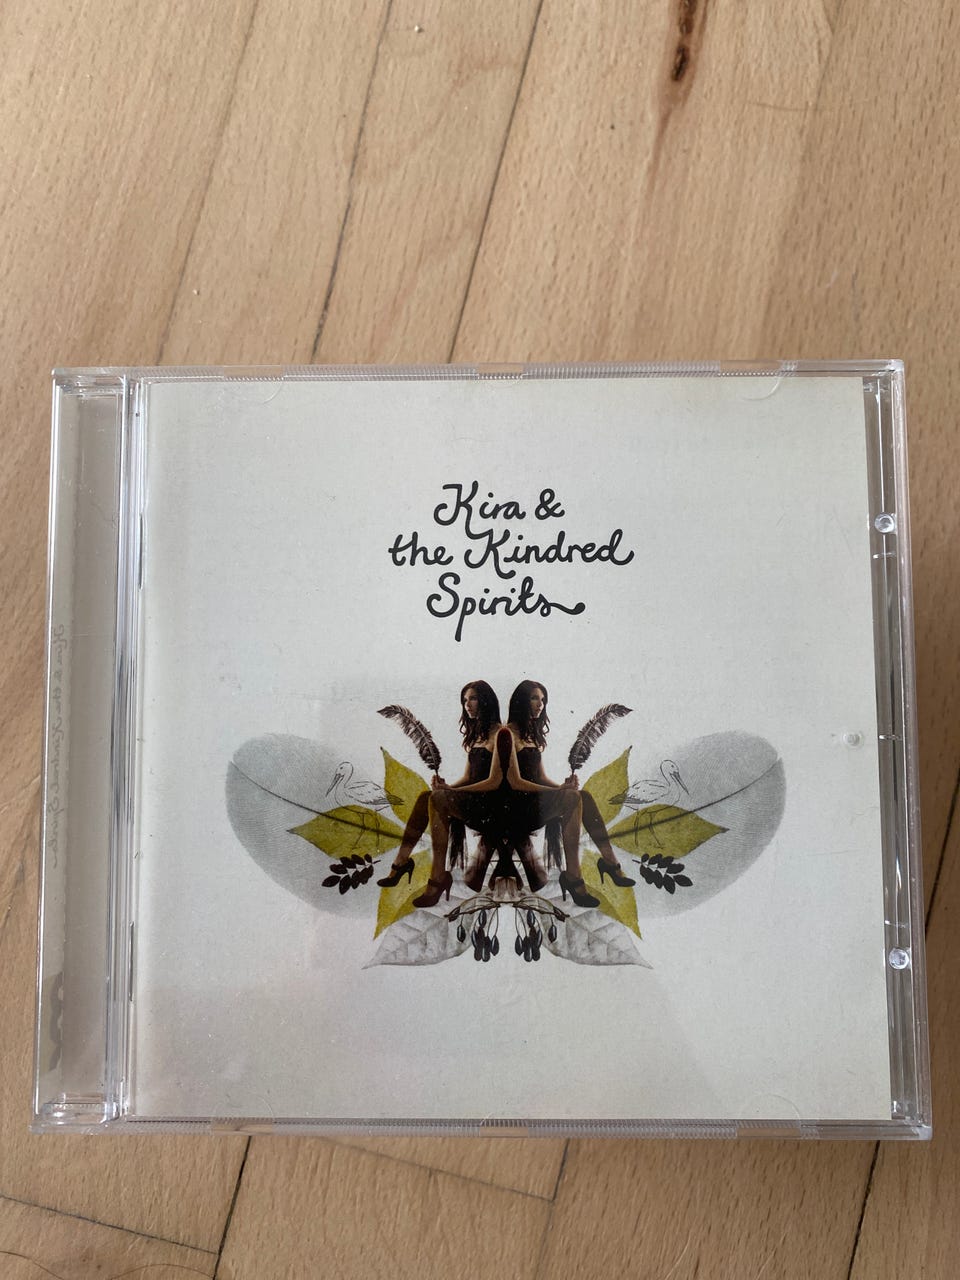 Kira &
the Kindred
Spirits